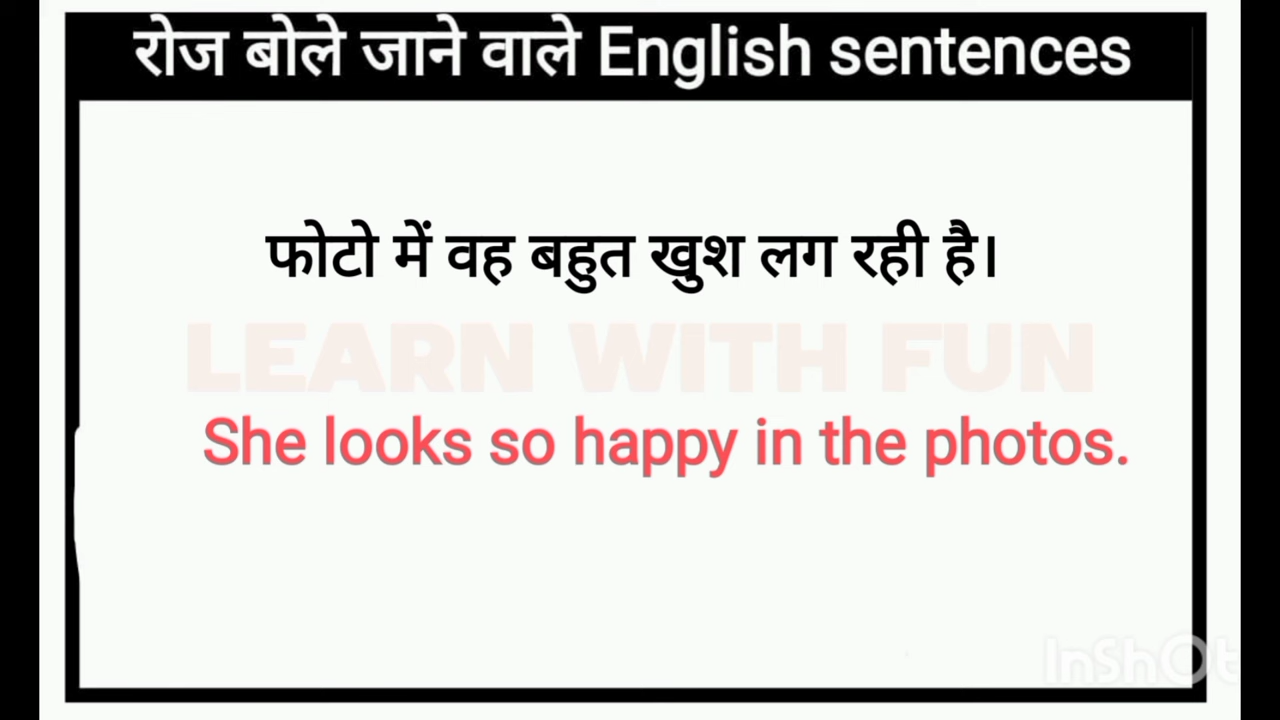 रोज बोले जाने वाले English sentences
फोटो में वह बहुत खुश लग रही है।
LEARN WITH FUN
She looks so happy in the photos.
InShOt